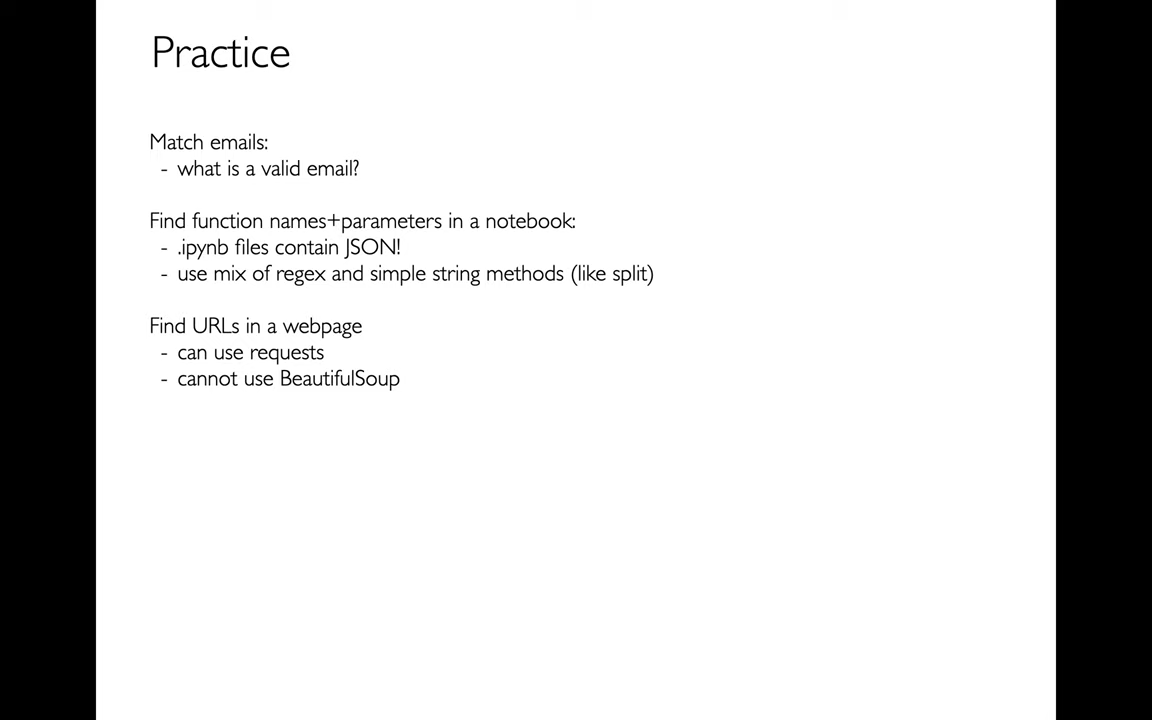 Practice
Match emails:
- what is a valid email?
Find function names+parameters in a notebook:
- .ipynb files contain JSON!
- use mix of regex and simple string methods (like split)
Find URLs in a webpage
- can use requests
- cannot use BeautifulSoup